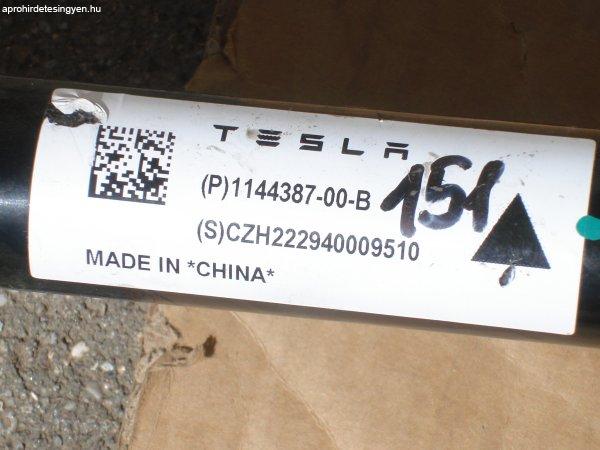 aprohirdetesingyen.hu
TESLA
(P)1144387-00-B
151
(S)CZH222940009510
MADE IN *CHINA*